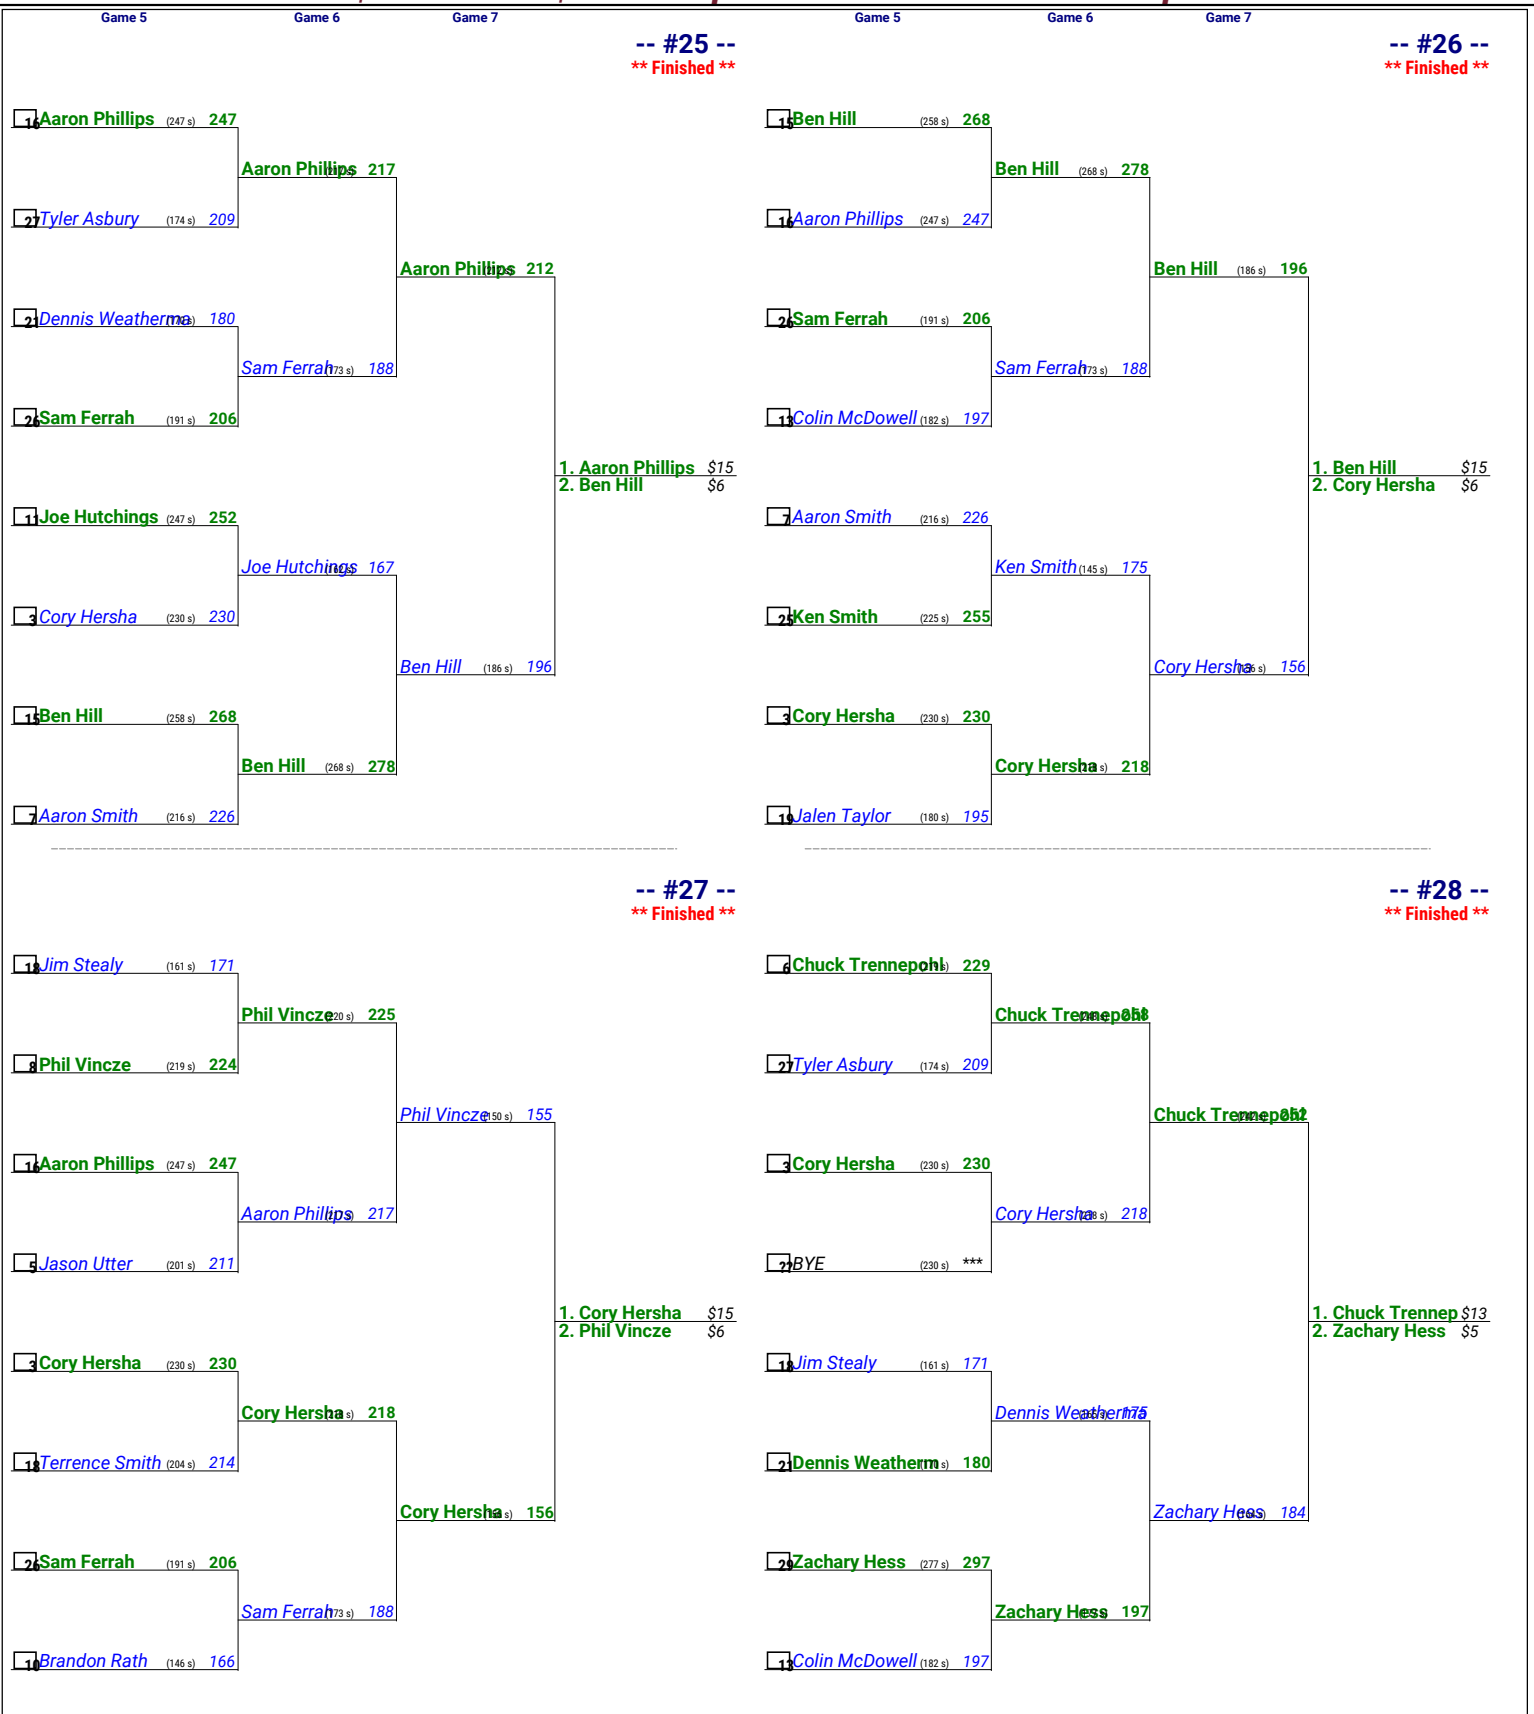 Game 5 Game 6 Game 7
-- #25 --
** Finished **
16 Aaron Phillips (247 s) 247
Aaron Phillips 217
27 Tyler Asbury (174 s) 209
Aaron Phillips 212
21 Dennis Weatherma 180
Sam Ferrah (173 s) 188
26 Sam Ferrah (191 s) 206
1. Aaron Phillips $15
2. Ben Hill $6
11 Joe Hutchings (247 s) 252
Joe Hutchings 167
3 Cory Hersha (230 s) 230
Ben Hill (186 s) 196
15 Ben Hill (258 s) 268
Ben Hill (268 s) 278
7 Aaron Smith (216 s) 226
Game 5 Game 6 Game 7
-- #26 --
** Finished **
15 Ben Hill (258 s) 268
Ben Hill (268 s) 278
16 Aaron Phillips (247 s) 247
Ben Hill (186 s) 196
26 Sam Ferrah (191 s) 206
Sam Ferrah (173 s) 188
13 Colin McDowell (182 s) 197
1. Ben Hill $15
2. Cory Hersha $6
7 Aaron Smith (216 s) 226
Ken Smith (145 s) 175
25 Ken Smith (225 s) 255
Cory Hersha 156
3 Cory Hersha (230 s) 230
Cory Hersha 218
19 Jalen Taylor (180 s) 195
-- #27 --
** Finished **
18 Jim Stealy (161 s) 171
Phil Vincze (220 s) 225
8 Phil Vincze (219 s) 224
Phil Vincze (150 s) 155
16 Aaron Phillips (247 s) 247
Aaron Phillips 217
5 Jason Utter (201 s) 211
1. Cory Hersha $15
2. Phil Vincze $6
3 Cory Hersha (230 s) 230
Cory Hersha 218
18 Terrence Smith (204 s) 214
Cory Hersha 156
26 Sam Ferrah (191 s) 206
Sam Ferrah (173 s) 188
10 Brandon Rath (146 s) 166
-- #28 --
** Finished **
6 Chuck Trennepohl 229
Chuck Trennepohl
27 Tyler Asbury (174 s) 209
Chuck Trennepohl 252
3 Cory Hersha (230 s) 230
Cory Hersha 218
?? BYE (230 s) ***
1. Chuck Trennep $13
2. Zachary Hess $5
18 Jim Stealy (161 s) 171
Dennis Weatherma 175
21 Dennis Weatherm 180
Zachary Hess 184
29 Zachary Hess (277 s) 297
Zachary Hess 197
13 Colin McDowell (182 s) 197